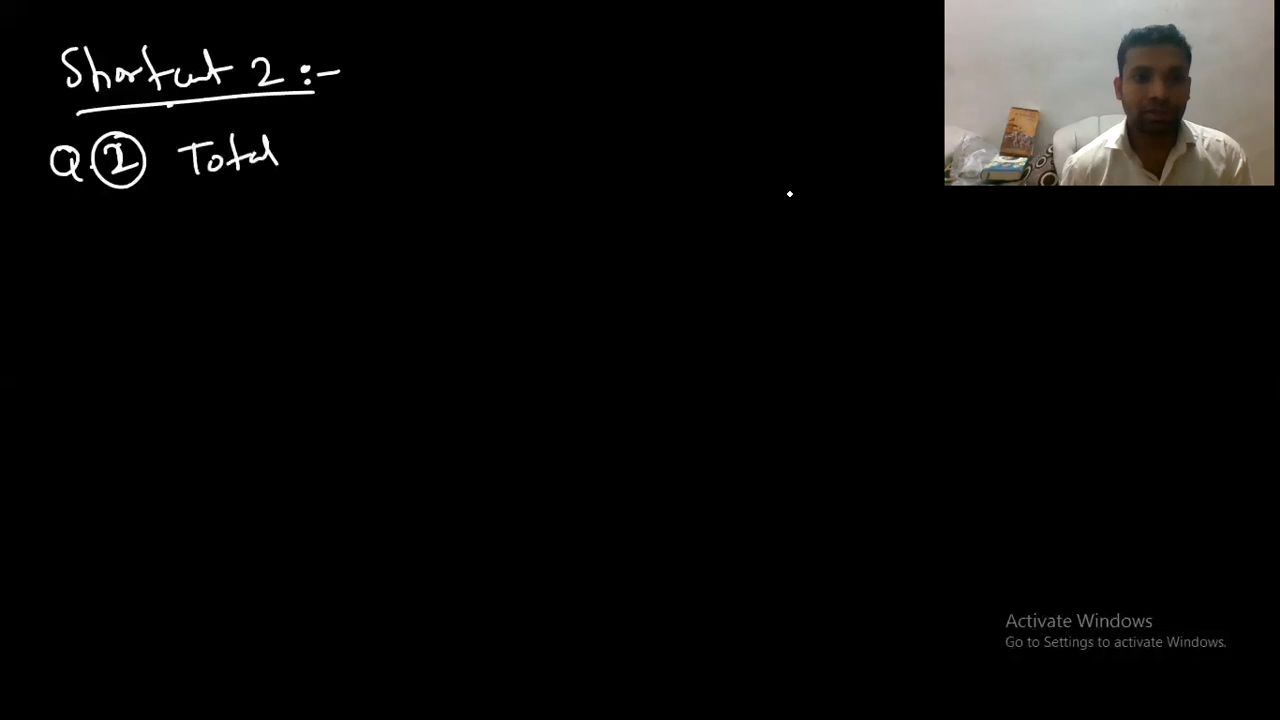 Shortcut 2 :-
Q. 1 Total
Activate Windows
Go to Settings to activate Windows.